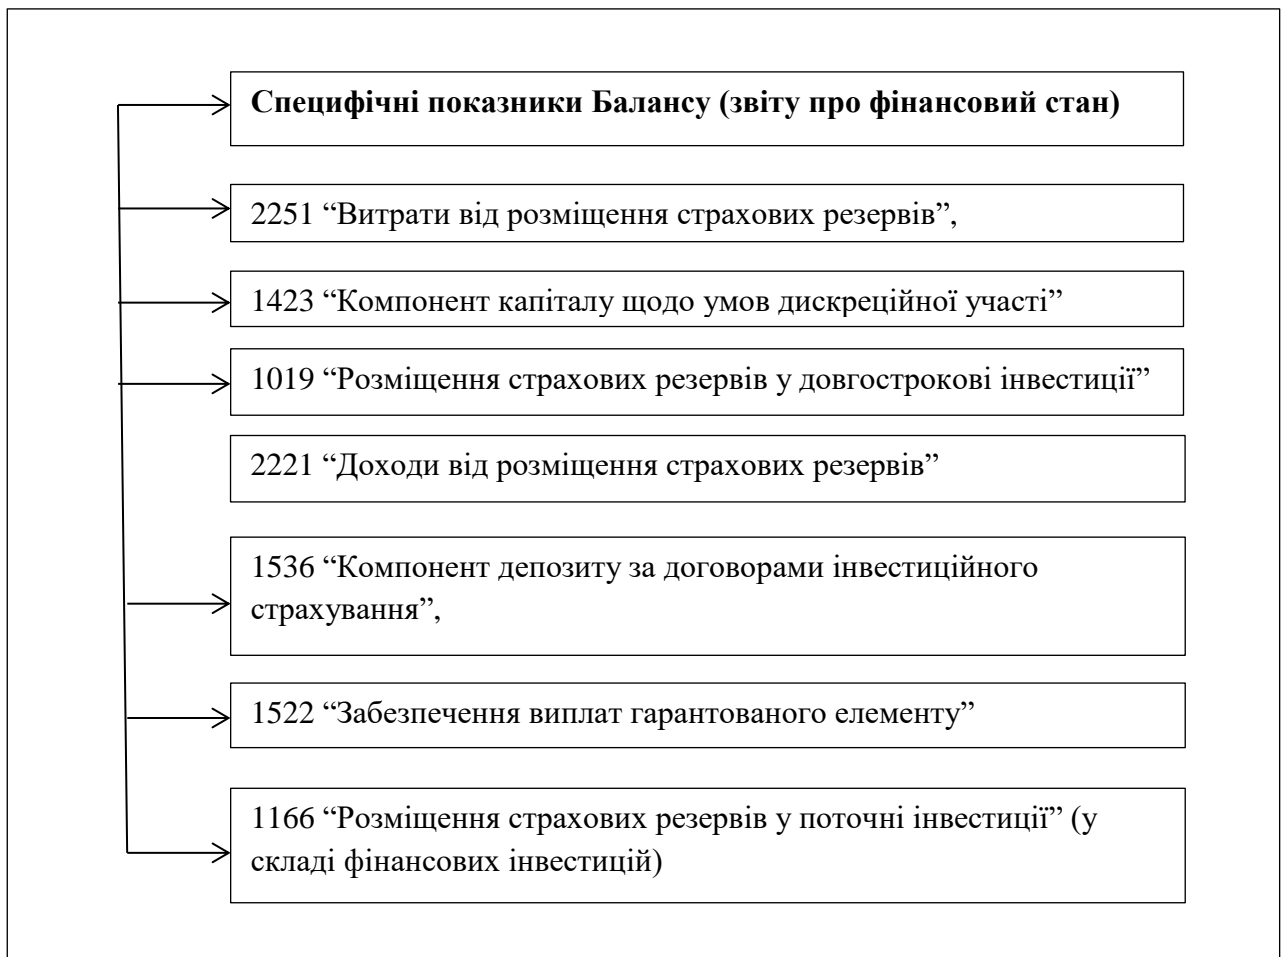 Специфічні показники Балансу (звіту про фінансовий стан)
2251 “Витрати від розміщення страхових резервів”,
1423 “Компонент капіталу щодо умов дискреційної участі”
1019 “Розміщення страхових резервів у довгострокові інвестиції”
2221 “Доходи від розміщення страхових резервів”
1536 “Компонент депозиту за договорами інвестиційного
страхування”,
1522 “Забезпечення виплат гарантованого елементу”
1166 “Розміщення страхових резервів у поточні інвестиції” (у
складі фінансових інвестицій)